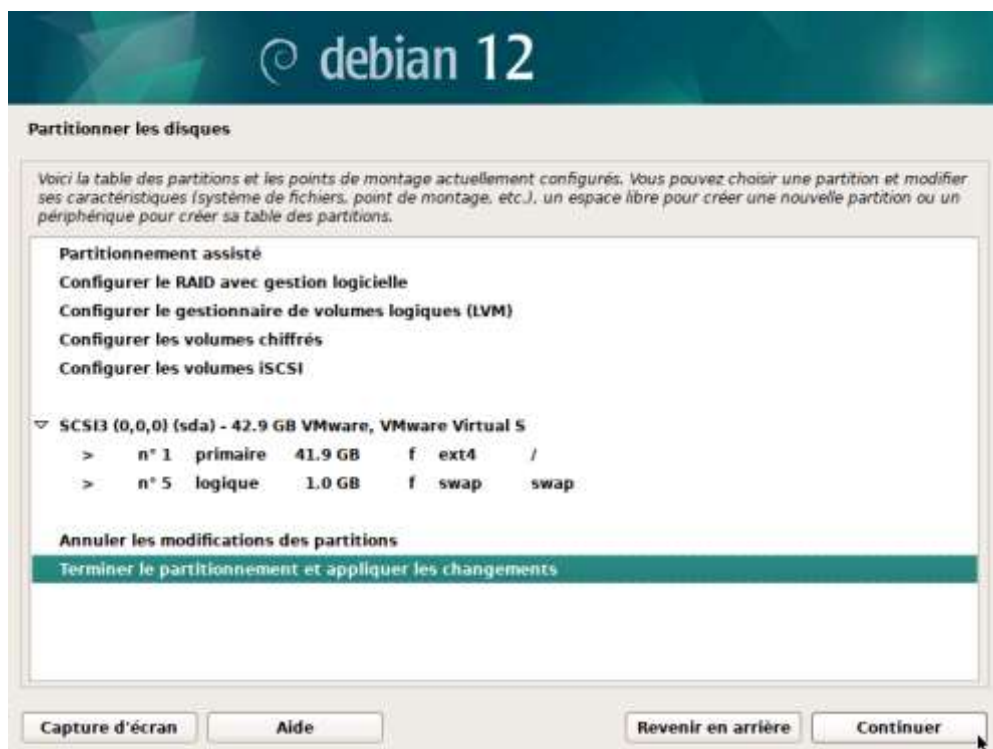 debian 12
Partitionner les disques
Voici la table des partitions et les points de montage actuellement configurés. Vous pouvez choisir une partition et modifier
ses caractéristiques (système de fichiers, point de montage, etc.), un espace libre pour créer une nouvelle partition ou un
périphérique pour créer sa table des partitions.
Partitionnement assisté
Configurer le RAID avec gestion logicielle
Configurer le gestionnaire de volumes logiques (LVM)
Configurer les volumes chiffrés
Configurer les volumes iSCSI
SCSI3 (0,0,0) (sda) - 42.9 GB VMware, VMware Virtual S
> n° 1 primaire 41.9 GB f ext4 /
> n° 5 logique 1.0 GB f swap swap
Annuler les modifications des partitions
Terminer le partitionnement et appliquer les changements
Capture d'écran Aide Revenir en arrière Continuer